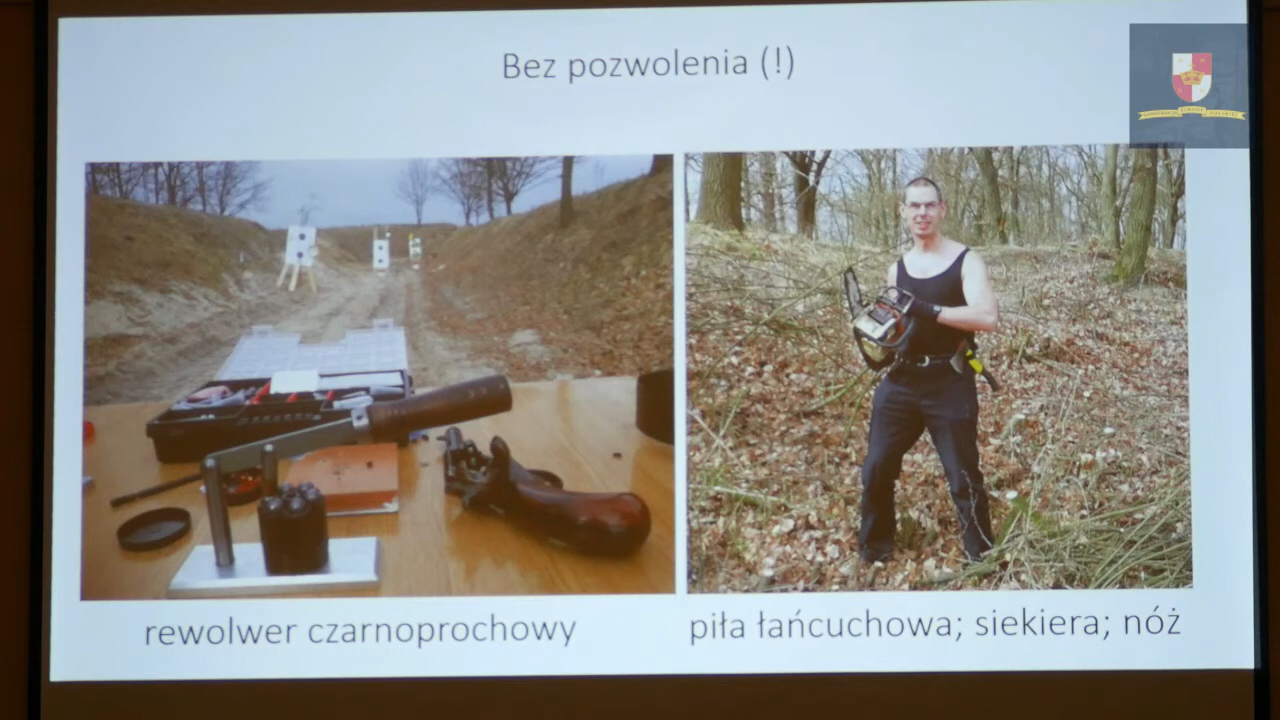 Bez pozwolenia (!)
rewolwer czarnoprochowy
piła łańcuchowa; siekiera; nóż